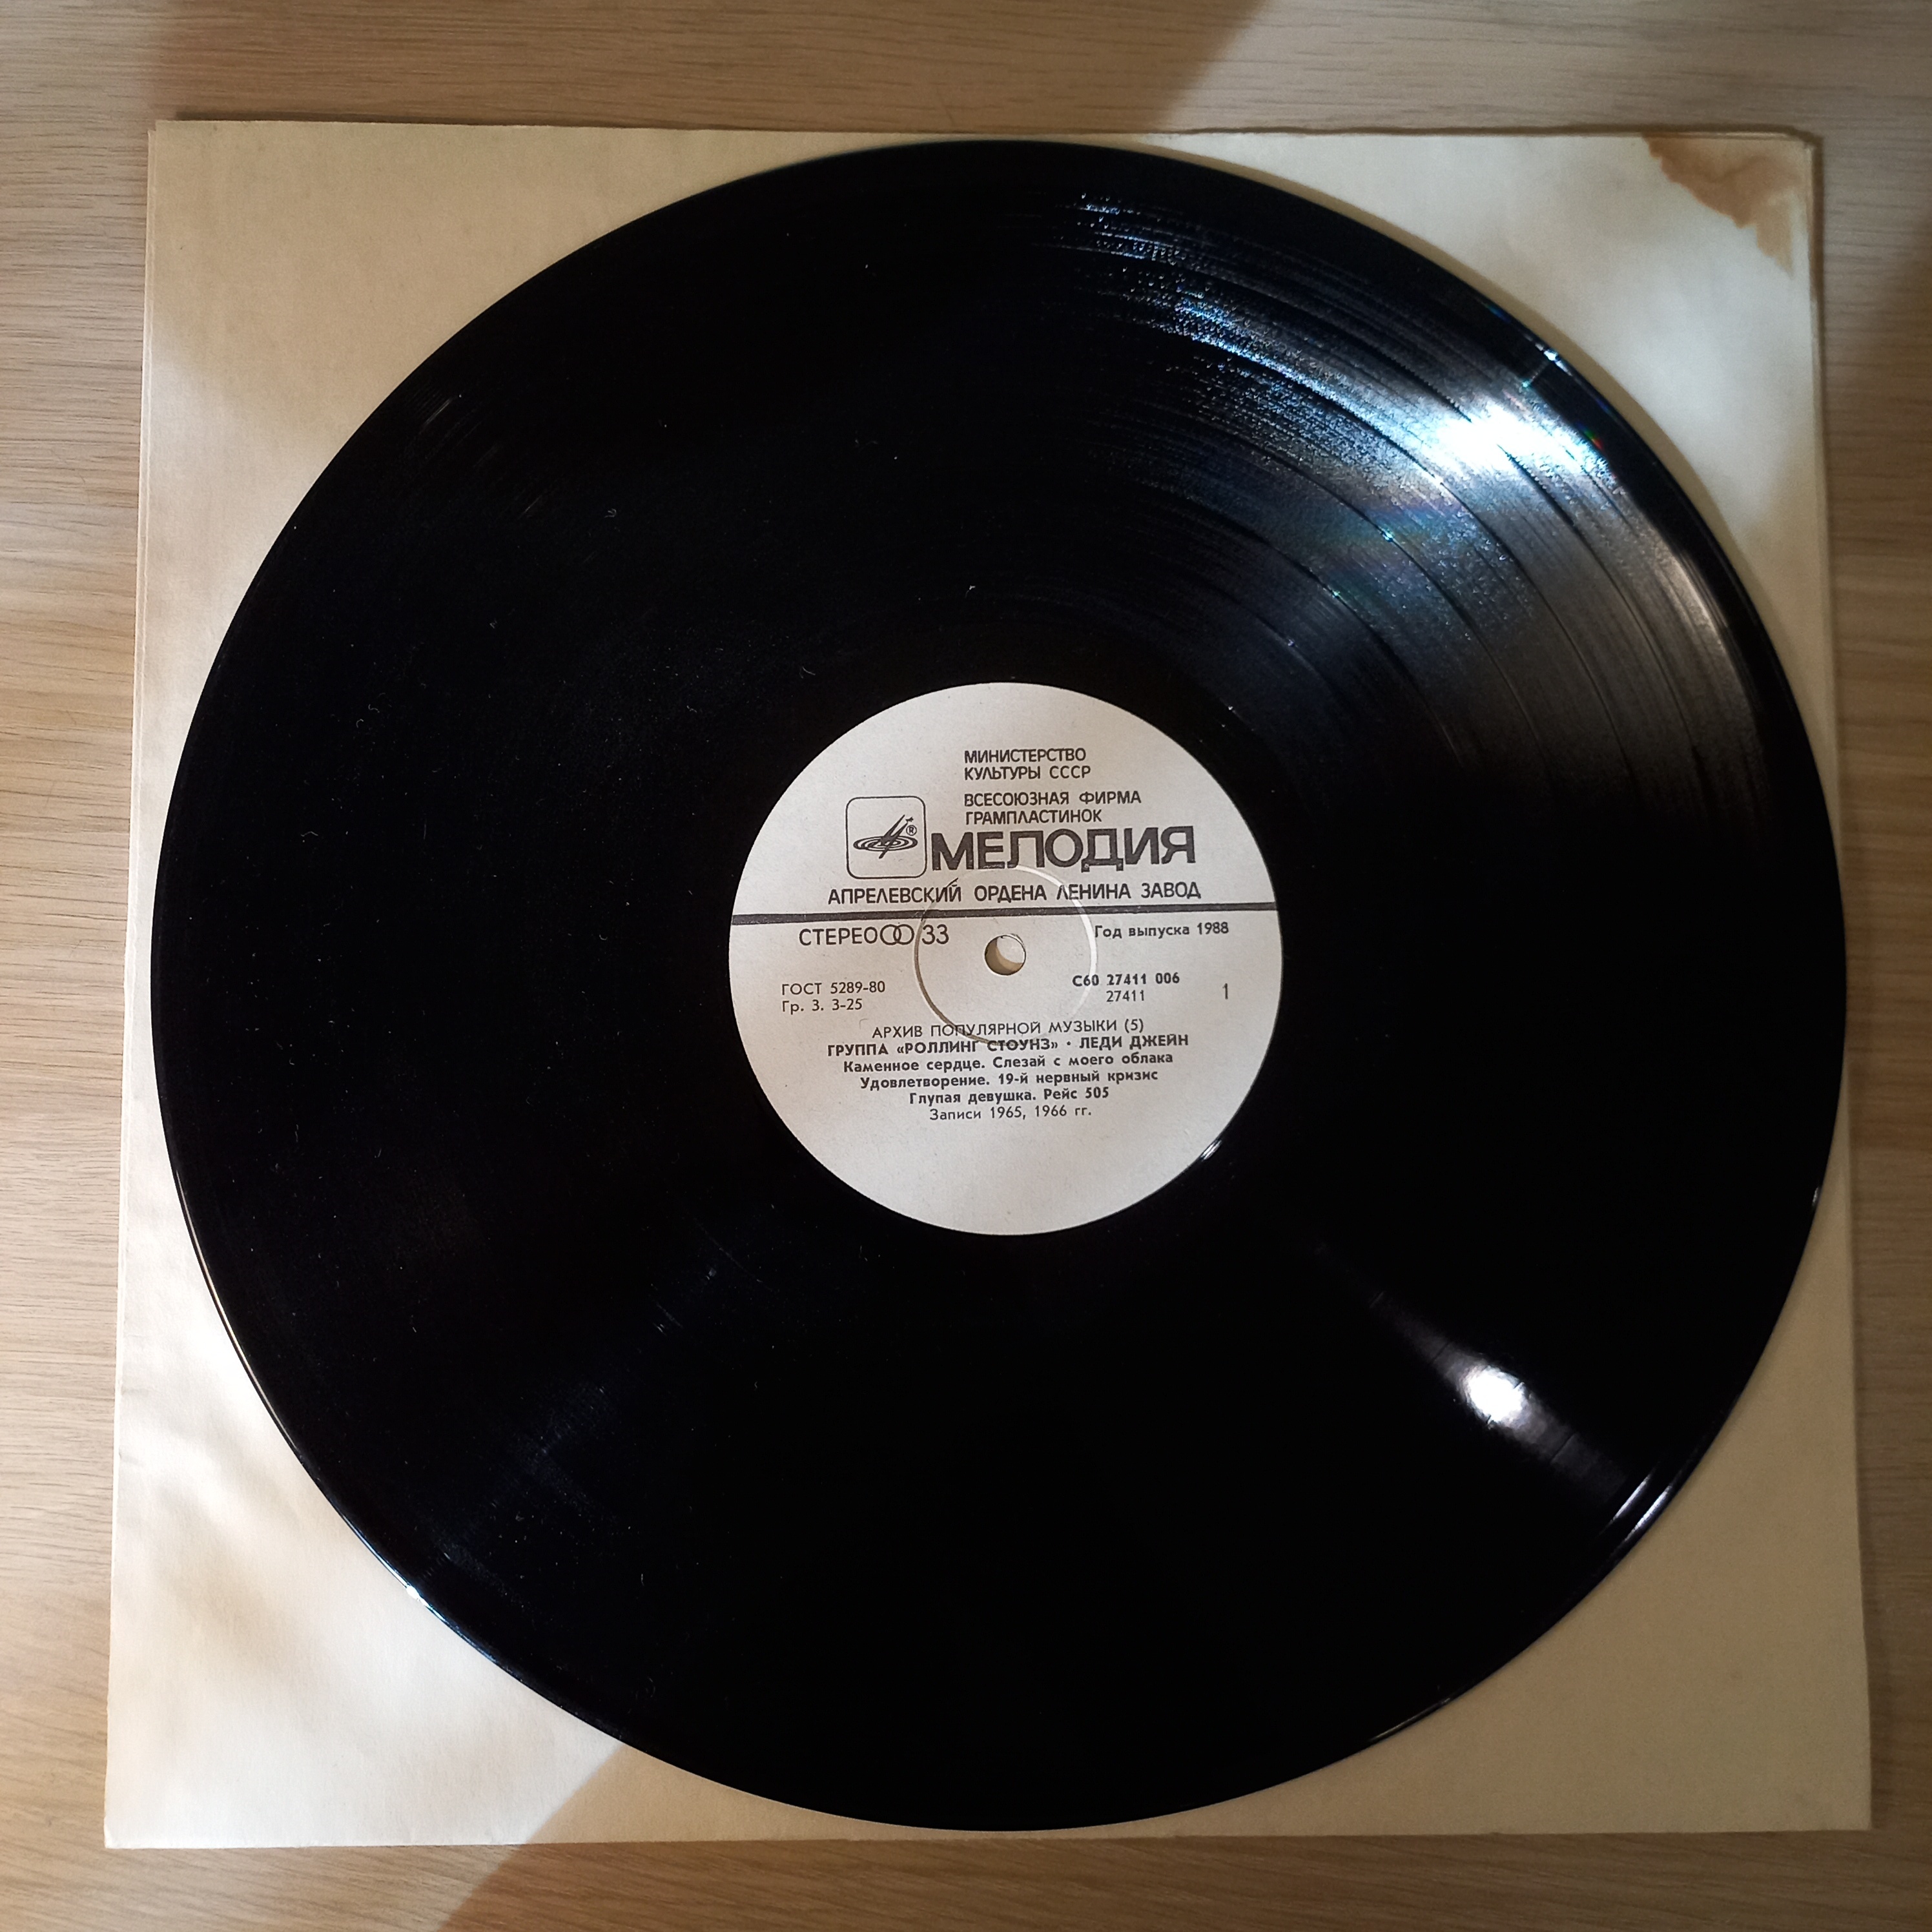 МИНИСТЕРСТВО
КУЛЬТУРЫ СССР
ВСЕСОЮЗНАЯ ФИРМА
ГРАМПЛАСТИНОК
®
МЕЛОДИЯ
АПРЕЛЕВСКИЙ ОРДЕНА ЛЕНИНА ЗАВОД
СТЕРЕО 33
Год выпуска 1988
ГОСТ 5289-80
Гр. 3. 3-25
С60 27411 006
27411
1
АРХИВ ПОПУЛЯРНОЙ МУЗЫКИ (5)
ГРУППА «РОЛЛИНГ СТОУНЗ» · ЛЕДИ ДЖЕЙН
Каменное сердце. Слезай с моего облака
Удовлетворение. 19-й нервный кризис
Глупая девушка. Рейс 505
Записи 1965, 1966 гг.